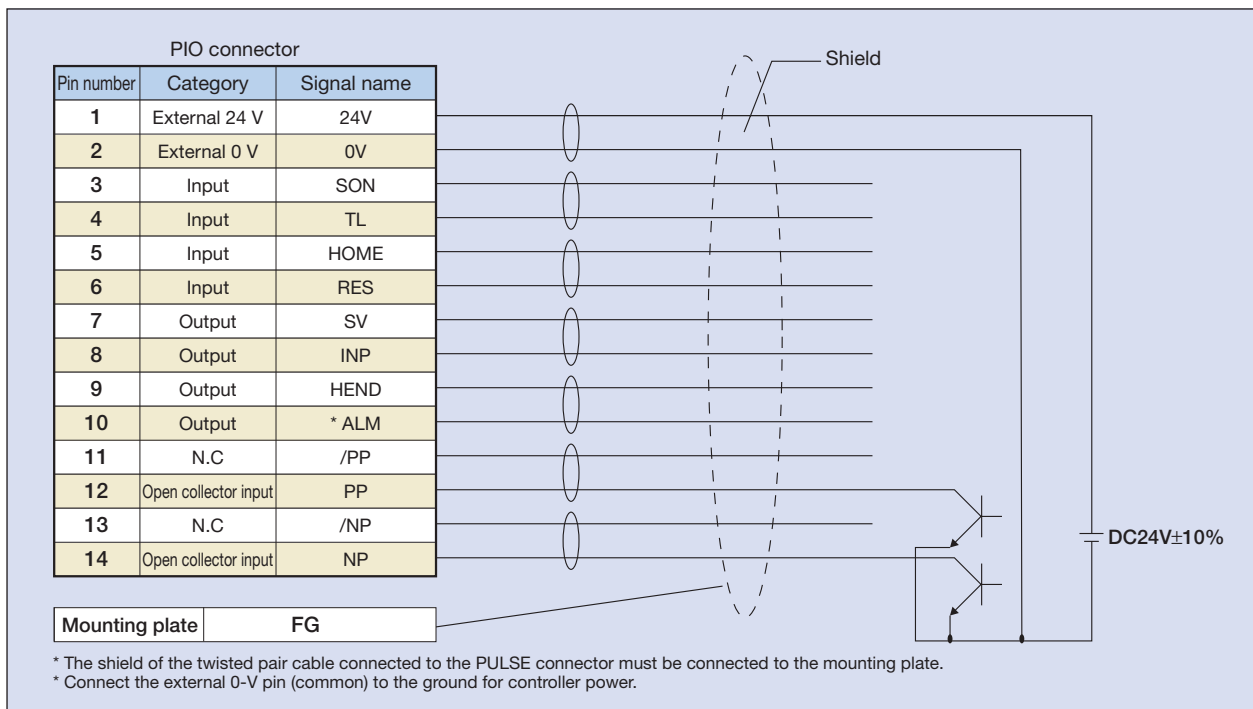 PIO connector
Shield
Pin number Category Signal name
1 External 24 V 24V
2 External 0 V 0V
3 Input SON
4 Input TL
5 Input HOME
6 Input RES
7 Output SV
8 Output INP
9 Output HEND
10 Output * ALM
11 N.C /PP
12 Open collector input PP
13 N.C /NP
14 Open collector input NP
DC24V±10%
Mounting plate FG
* The shield of the twisted pair cable connected to the PULSE connector must be connected to the mounting plate.
* Connect the external 0-V pin (common) to the ground for controller power.